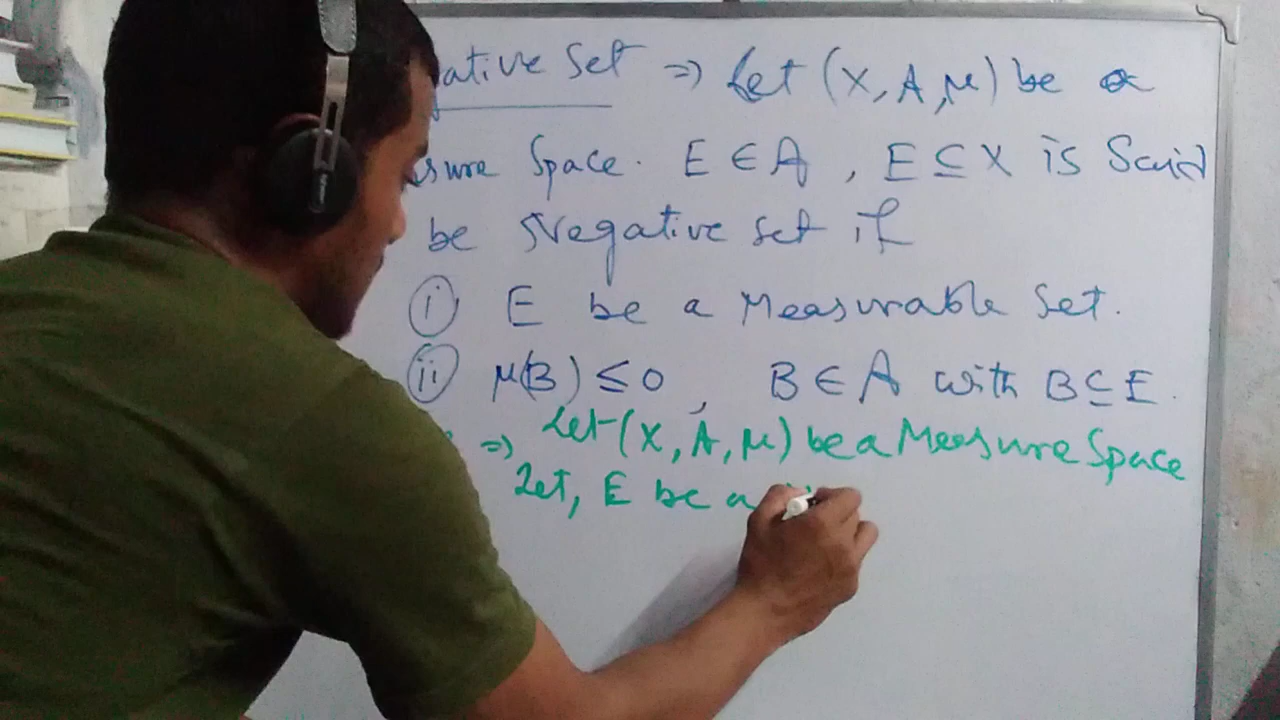 ative Set ⇒ Let (X, A, μ) be a
sure Space. E ∈ A, E ⊆ X is Said
be Negative set if
(i) E be a Measurable Set.
(ii) μ(B) ≤ 0, B ∈ A with B ⊆ E.
⇒ Let (X, A, μ) be a Measure Space
Let, E be a